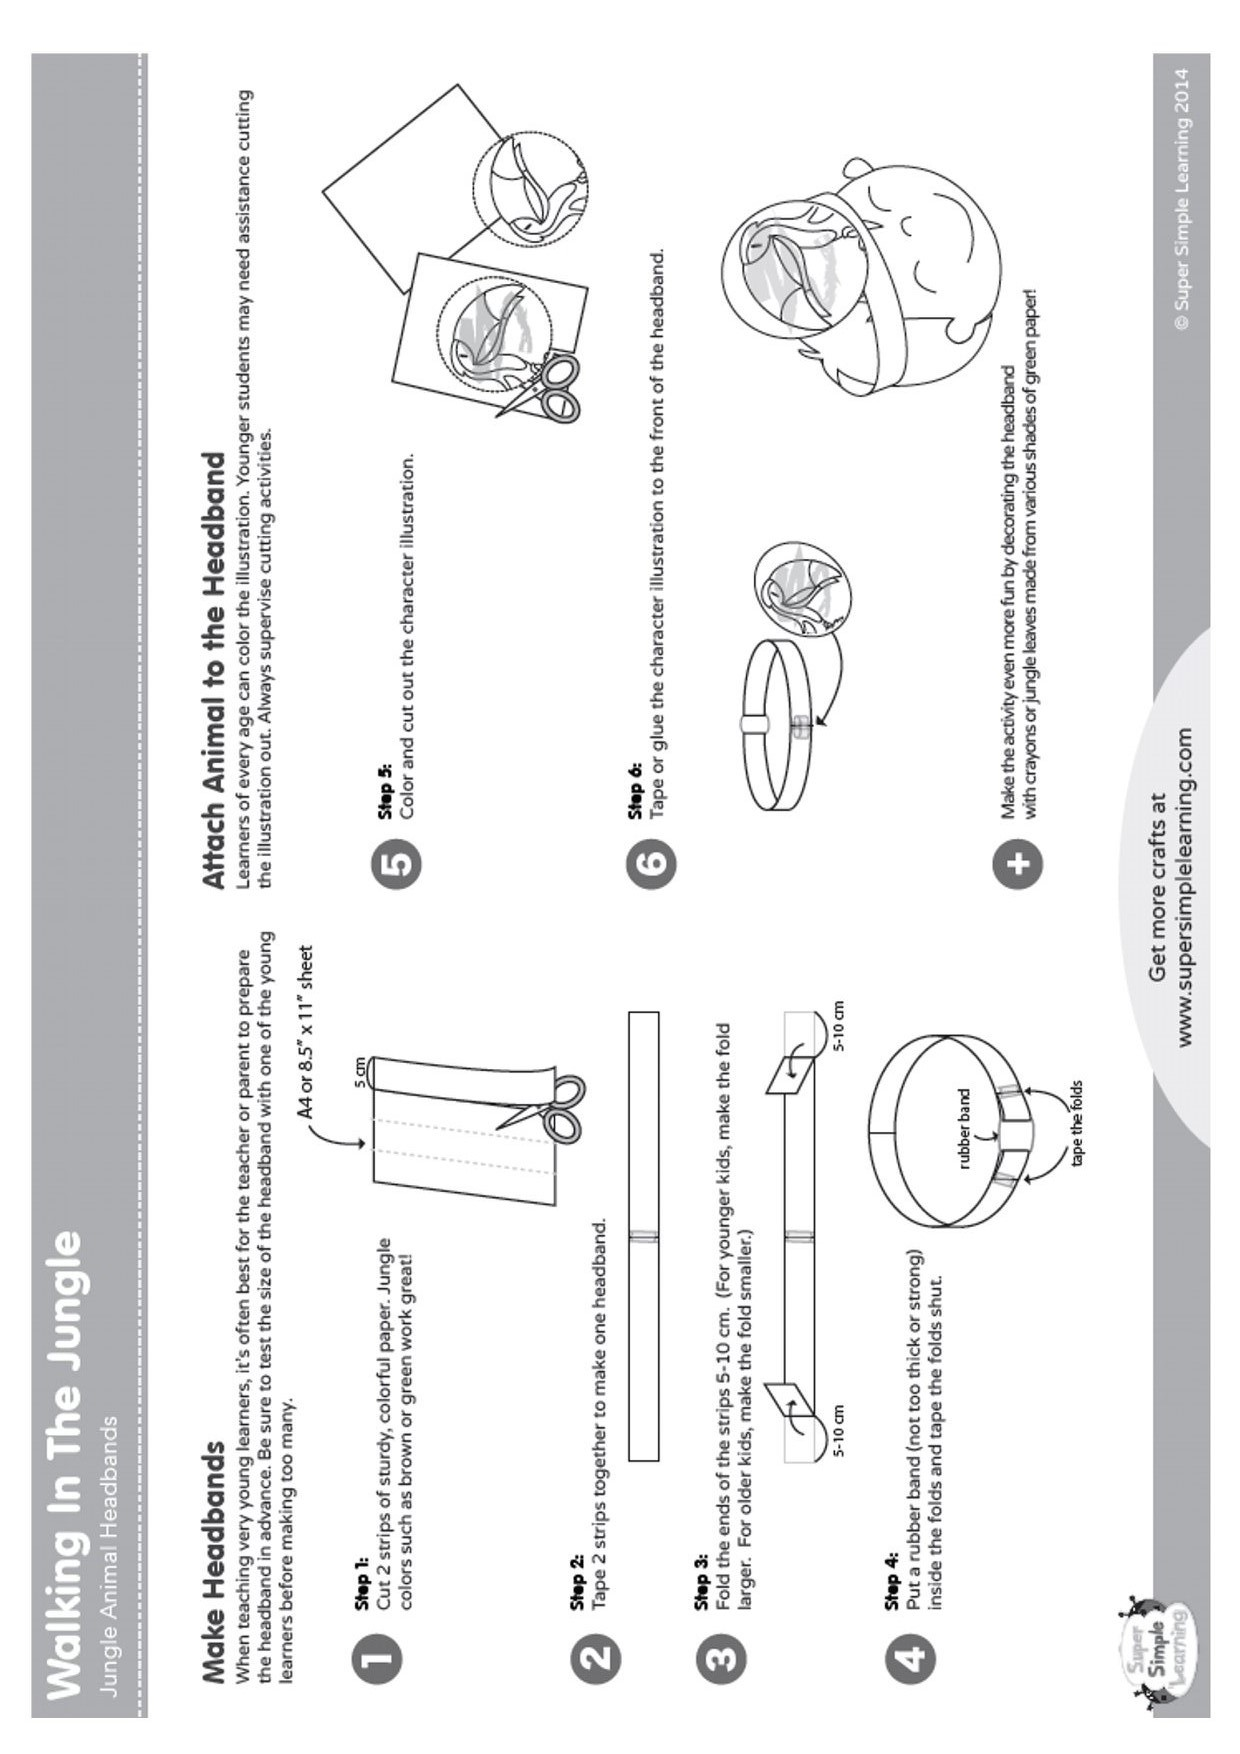 Walking In The Jungle
Jungle Animal Headbands
Make Headbands
When teaching very young learners, it's often best for the teacher or parent to prepare
the headband in advance. Be sure to test the size of the headband with one of the young
learners before making too many.
1
Step 1:
Cut 2 strips of sturdy, colorful paper. Jungle
colors such as brown or green work great!
A4 or 8.5" x 11" sheet
5 cm
2
Step 2:
Tape 2 strips together to make one headband.
3
Step 3:
Fold the ends of the strips 5-10 cm. (For younger kids, make the fold
larger. For older kids, make the fold smaller.)
5-10 cm
5-10 cm
4
Step 4:
Put a rubber band (not too thick or strong)
inside the folds and tape the folds shut.
rubber band
tape the folds
Attach Animal to the Headband
Learners of every age can color the illustration. Younger students may need assistance cutting
the illustration out. Always supervise cutting activities.
5
Step 5:
Color and cut out the character illustration.
6
Step 6:
Tape or glue the character illustration to the front of the headband.
+
Make the activity even more fun by decorating the headband
with crayons or jungle leaves made from various shades of green paper!
Super
Simple
Learning
Get more crafts at
www.supersimplelearning.com
© Super Simple Learning 2014